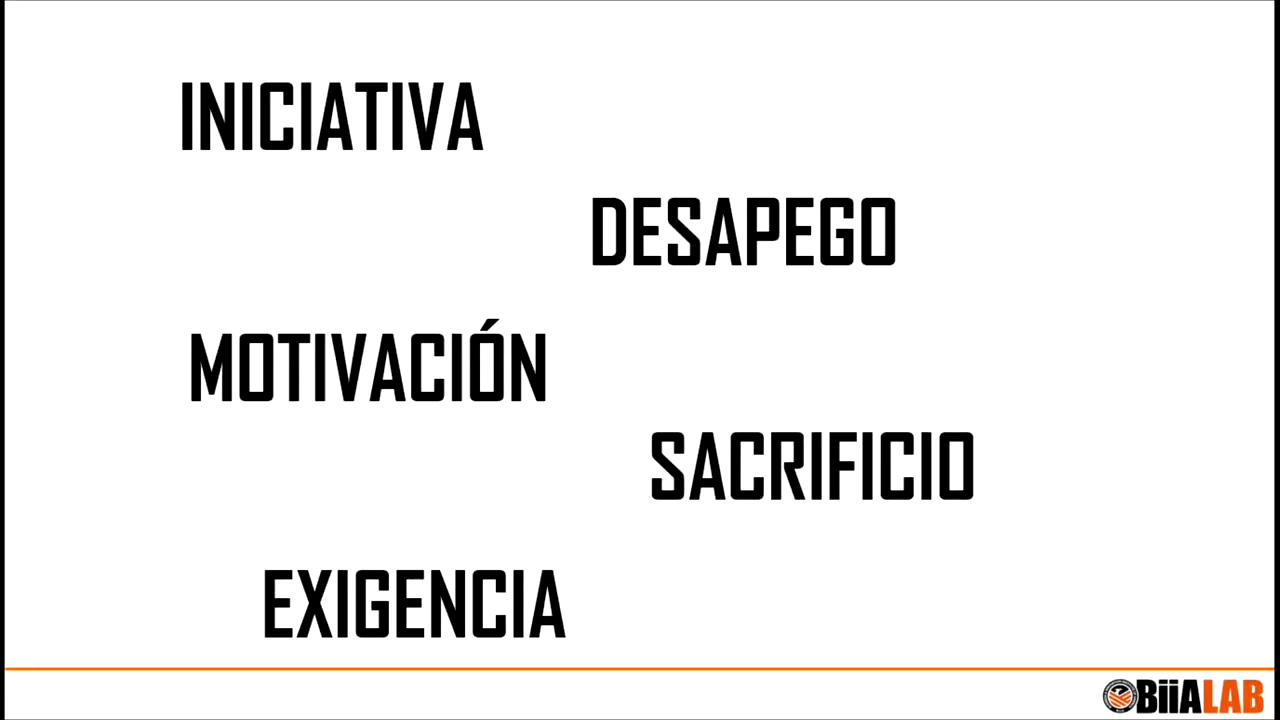 INICIATIVA
DESAPEGO
MOTIVACIÓN
SACRIFICIO
EXIGENCIA
BiiALAB